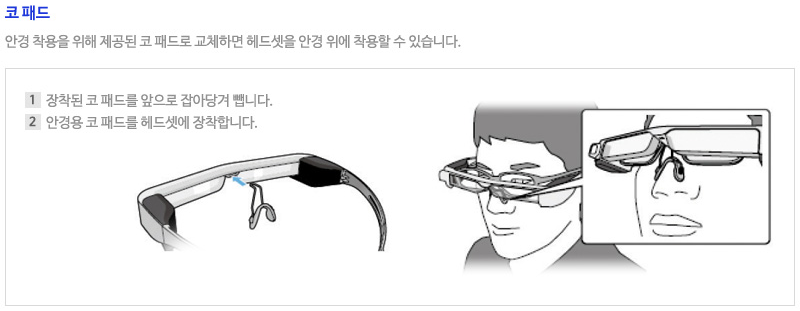 코 패드
안경 착용을 위해 제공된 코 패드로 교체하면 헤드셋을 안경 위에 착용할 수 있습니다.
1 장착된 코 패드를 앞으로 잡아당겨 뺍니다.
2 안경용 코 패드를 헤드셋에 장착합니다.